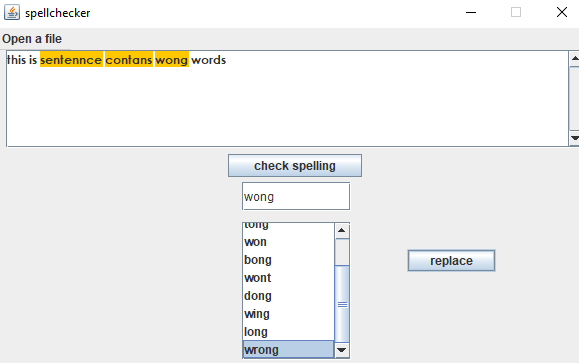 spellchecker
Open a file
this is sentennce contans wong words
check spelling
wong
tong
won
bong
wont
dong
wing
long
wrong
replace